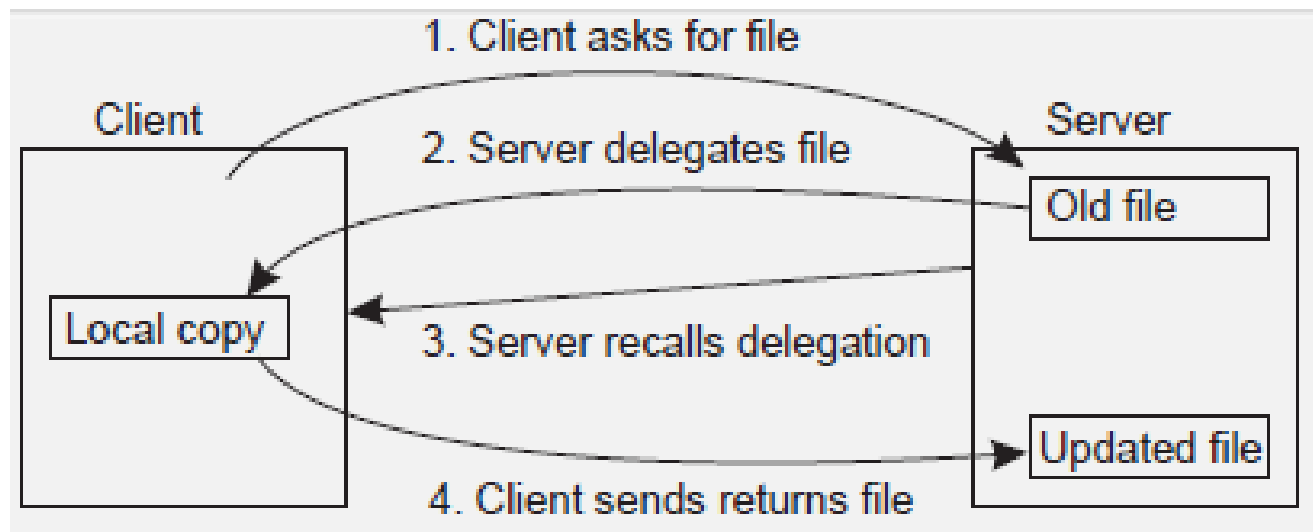 1. Client asks for file
Client
Server
2. Server delegates file
Old file
Local copy
3. Server recalls delegation
Updated file
4. Client sends returns file